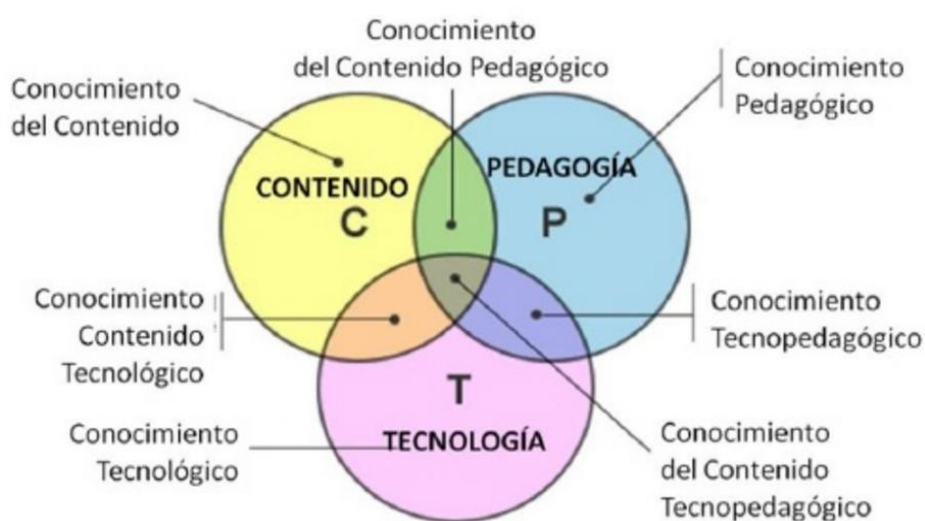 Conocimiento
del Contenido Pedagógico
Conocimiento
Pedagógico
Conocimiento
del Contenido
CONTENIDO
C
PEDAGOGÍA
P
Conocimiento
Contenido
Tecnológico
Conocimiento
Tecnopedagógico
T
TECNOLOGÍA
Conocimiento
Tecnológico
Conocimiento
del Contenido
Tecnopedagógico